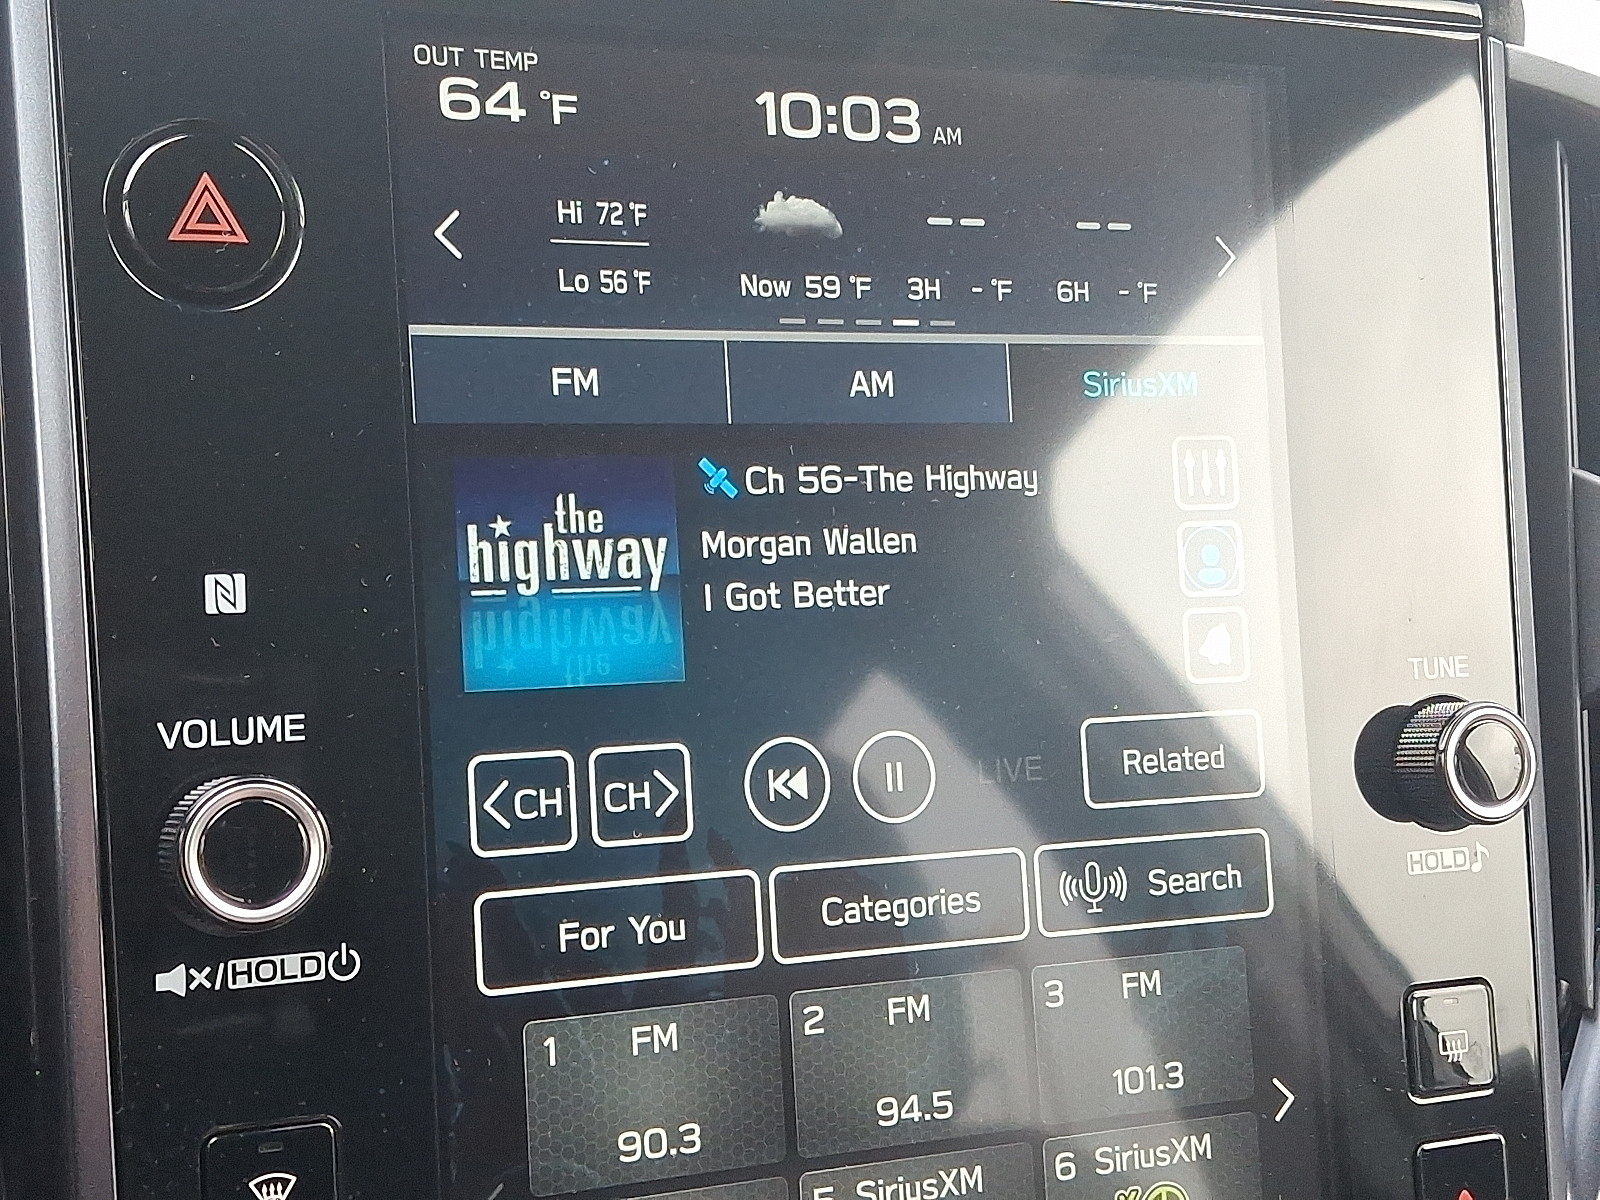 OUT TEMP
64 °F
10:03 AM
Hi 72°F
Lo 56°F
Now 59°F 3H -°F 6H -°F
FM AM SiriusXM
the
highway
Ch 56-The Highway
Morgan Wallen
I Got Better
VOLUME
TUNE
<CH CH> LIVE Related
HOLD
For You Categories Search
×/HOLD
1 FM
90.3
2 FM
94.5
3 FM
101.3
5 SiriusXM
6 SiriusXM